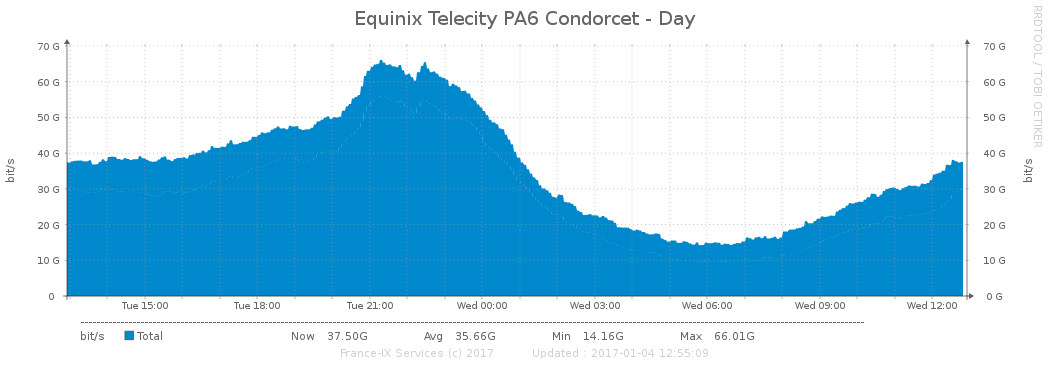 Equinix Telecity PA6 Condorcet - Day
RRDTOOL / TOBI OETIKER
bit/s
70 G 70 G
60 G 60 G
50 G 50 G
40 G 40 G
30 G 30 G
20 G 20 G
10 G 10 G
0 0 G
bit/s
Tue 15:00 Tue 18:00 Tue 21:00 Wed 00:00 Wed 03:00 Wed 06:00 Wed 09:00 Wed 12:00
bit/s Total Now 37.50G Avg 35.66G Min 14.16G Max 66.01G
France-IX Services (c) 2017 Updated : 2017-01-04 12:55:09